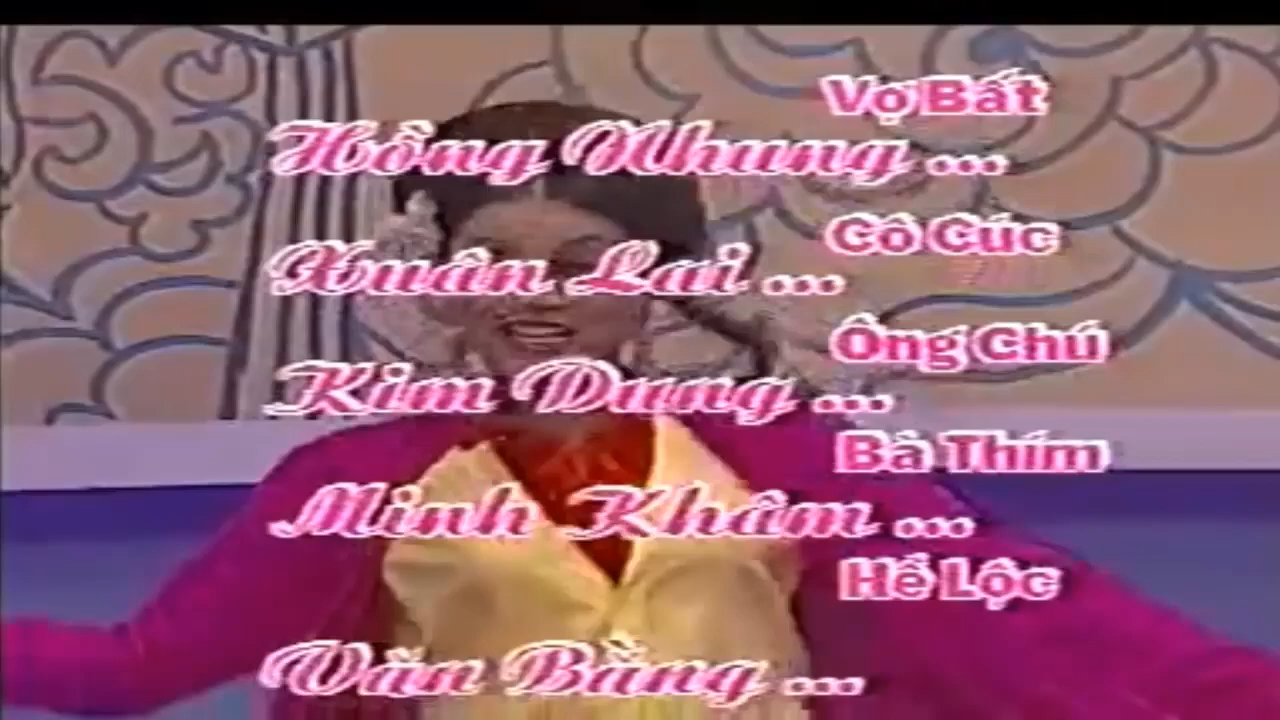 Vợ Bất
Hồng Nhung ...
Cô Cúc
Xuân Lai ...
Ông Chú
Kim Dung ...
Bà Thím
Minh Khâm ...
Hề Lộc
Văn Bằng ...